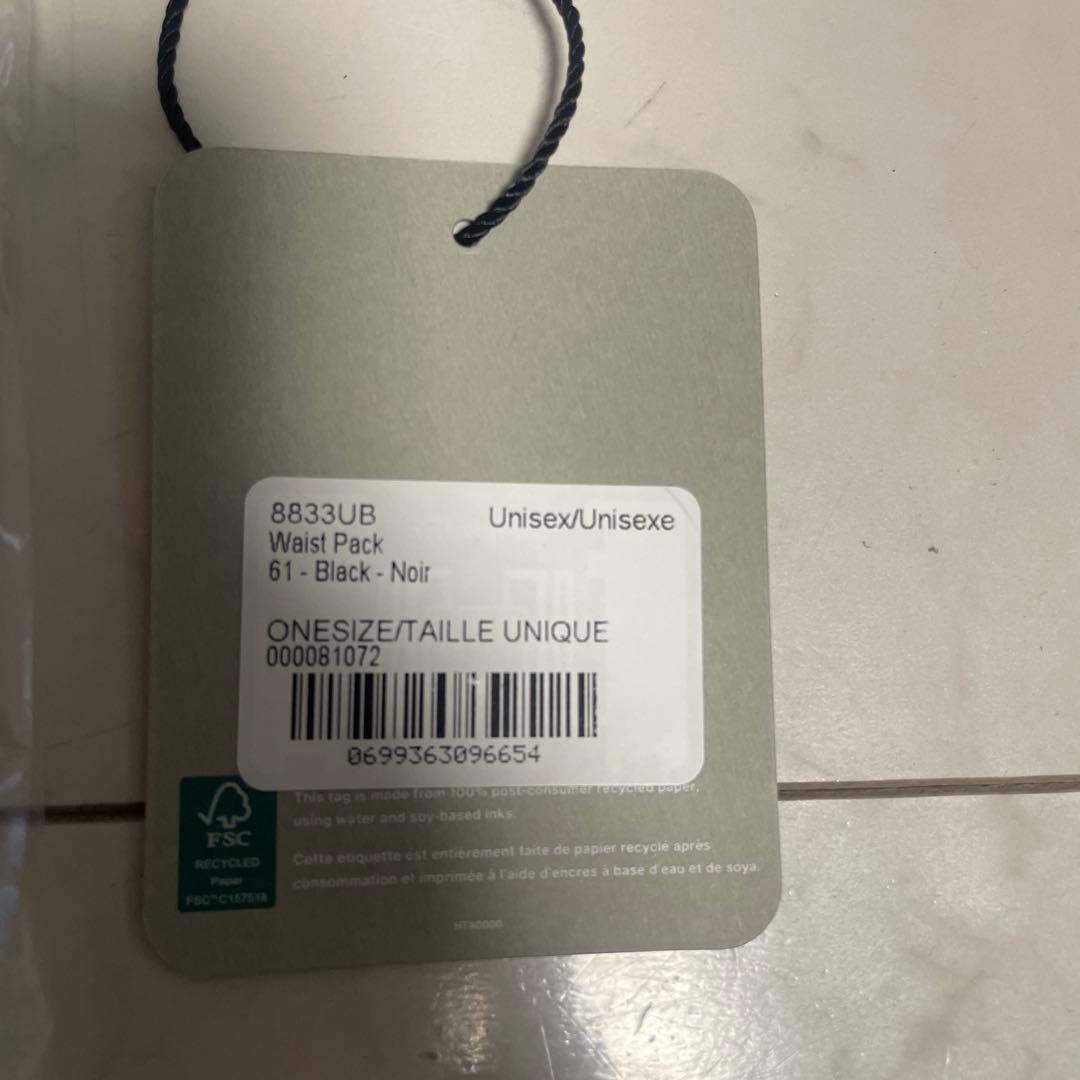 8833UB Unisex/Unisexe
Waist Pack
61 - Black - Noir
ONESIZE/TAILLE UNIQUE
000081072
0699363096654
This tag is made from 100% post-consumer recycled paper,
using water and soy-based inks.
Cette étiquette est entièrement faite de papier recyclé après
consommation et imprimée à l'aide d'encres à base d'eau et de soya.
FSC
RECYCLED
Paper
FSC™ C157518